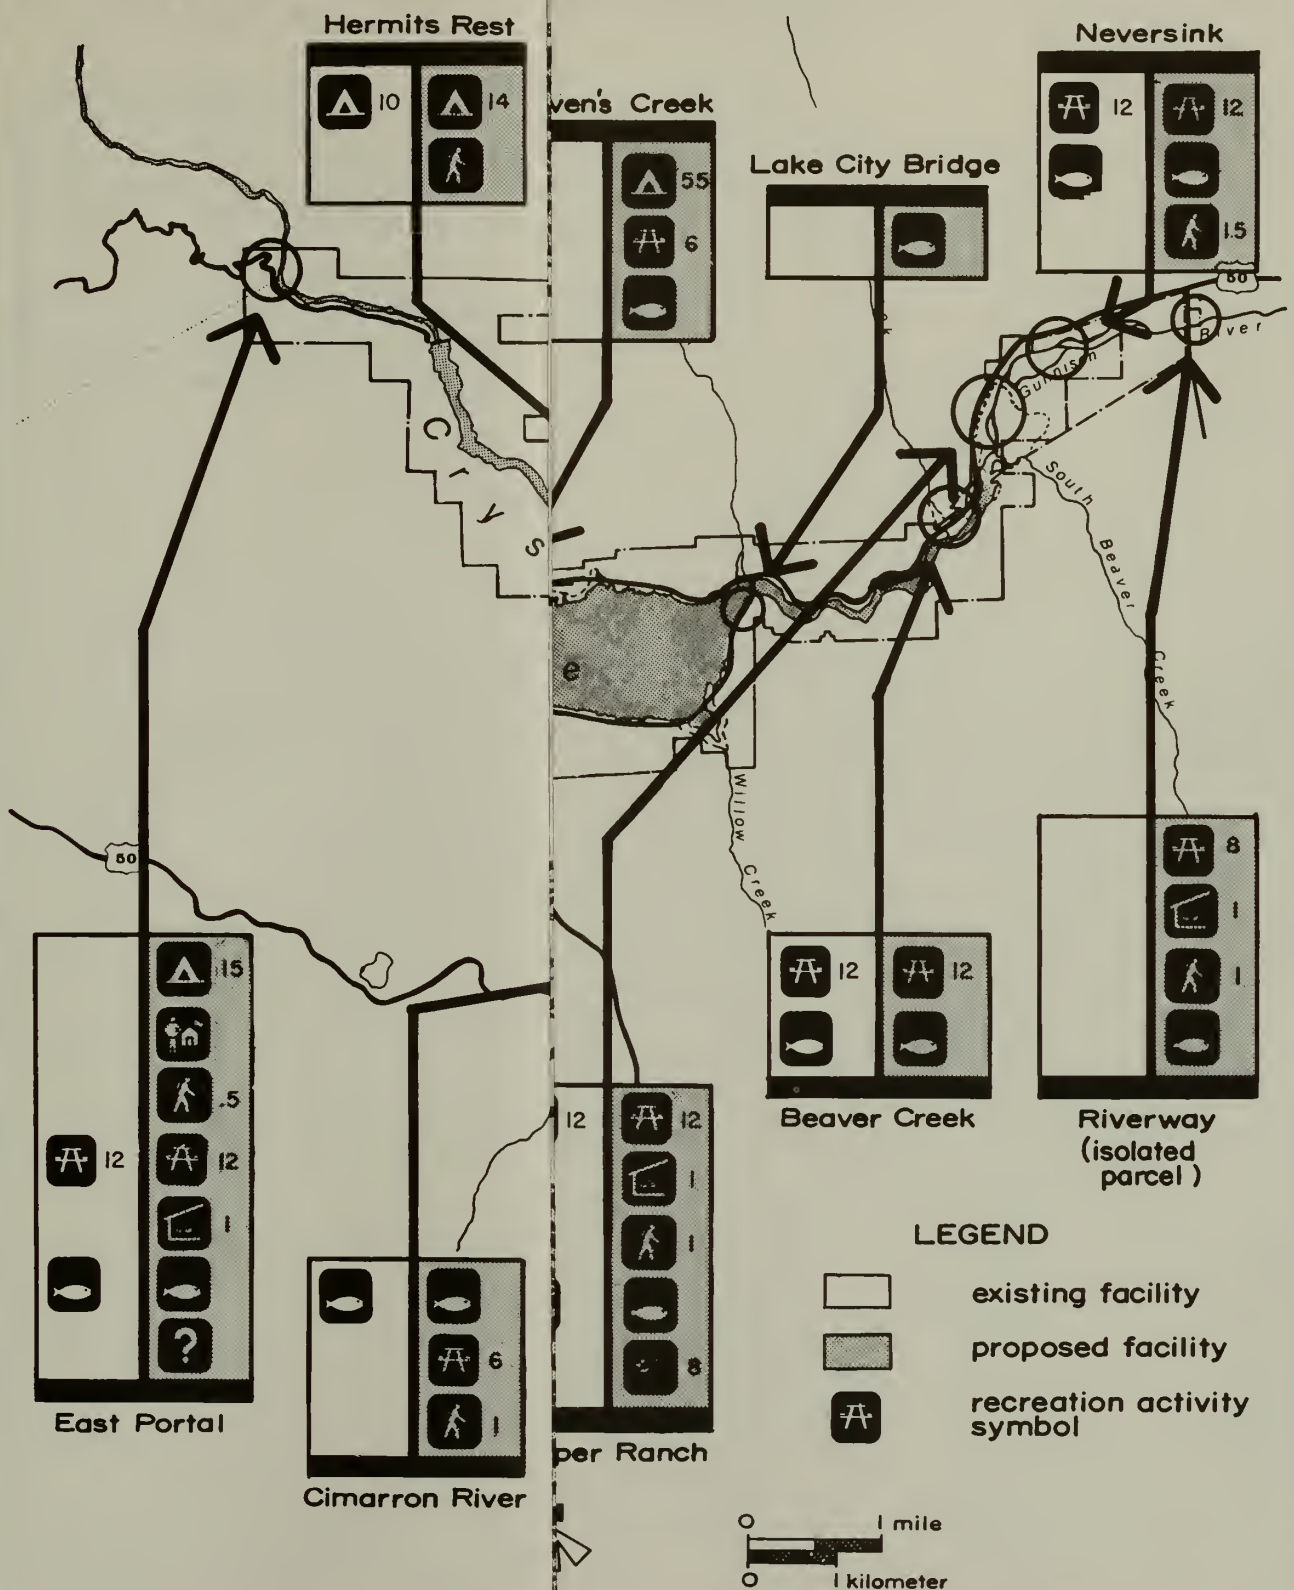 Hermits Rest
10
14
ven's Creek
55
6
Lake City Bridge
Neversink
12
12
1.5
50
River
Gunnison
ek
South
Beaver
Creek
Crys
e
Willow
Creek
50
15
.5
12
12
1
East Portal
6
1
Cimarron River
12
12
1
1
8
per Ranch
12
12
Beaver Creek
8
1
1
Riverway
(isolated
parcel)
LEGEND
existing facility
proposed facility
recreation activity
symbol
?
0 1 mile
0 1 kilometer